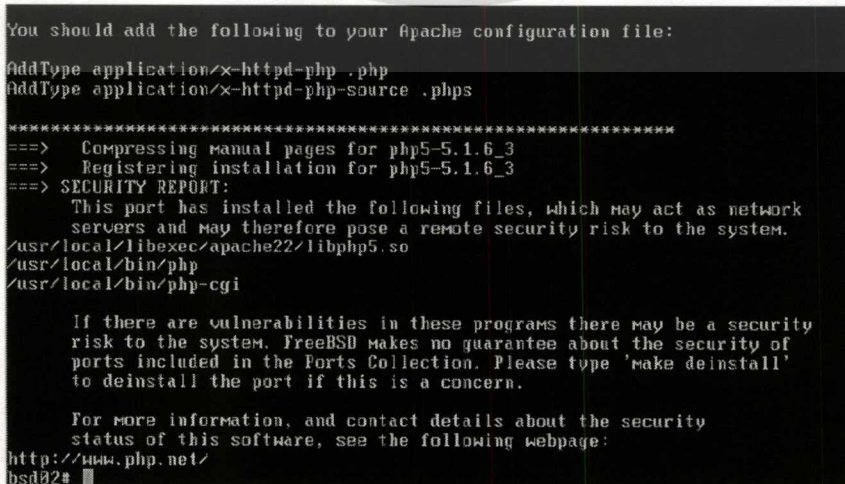 You should add the following to your Apache configuration file:
AddType application/x-httpd-php .php
AddType application/x-httpd-php-source .phps
***************************************************************
===>   Compressing manual pages for php5-5.1.6_3
===>   Registering installation for php5-5.1.6_3
===> SECURITY REPORT:
This port has installed the following files, which may act as network
servers and may therefore pose a remote security risk to the system.
/usr/local/libexec/apache22/libphp5.so
/usr/local/bin/php
/usr/local/bin/php-cgi
If there are vulnerabilities in these programs there may be a security
risk to the system. FreeBSD makes no guarantee about the security of
ports included in the Ports Collection. Please type 'make deinstall'
to deinstall the port if this is a concern.
For more information, and contact details about the security
status of this software, see the following webpage:
http://www.php.net/
bsd02#